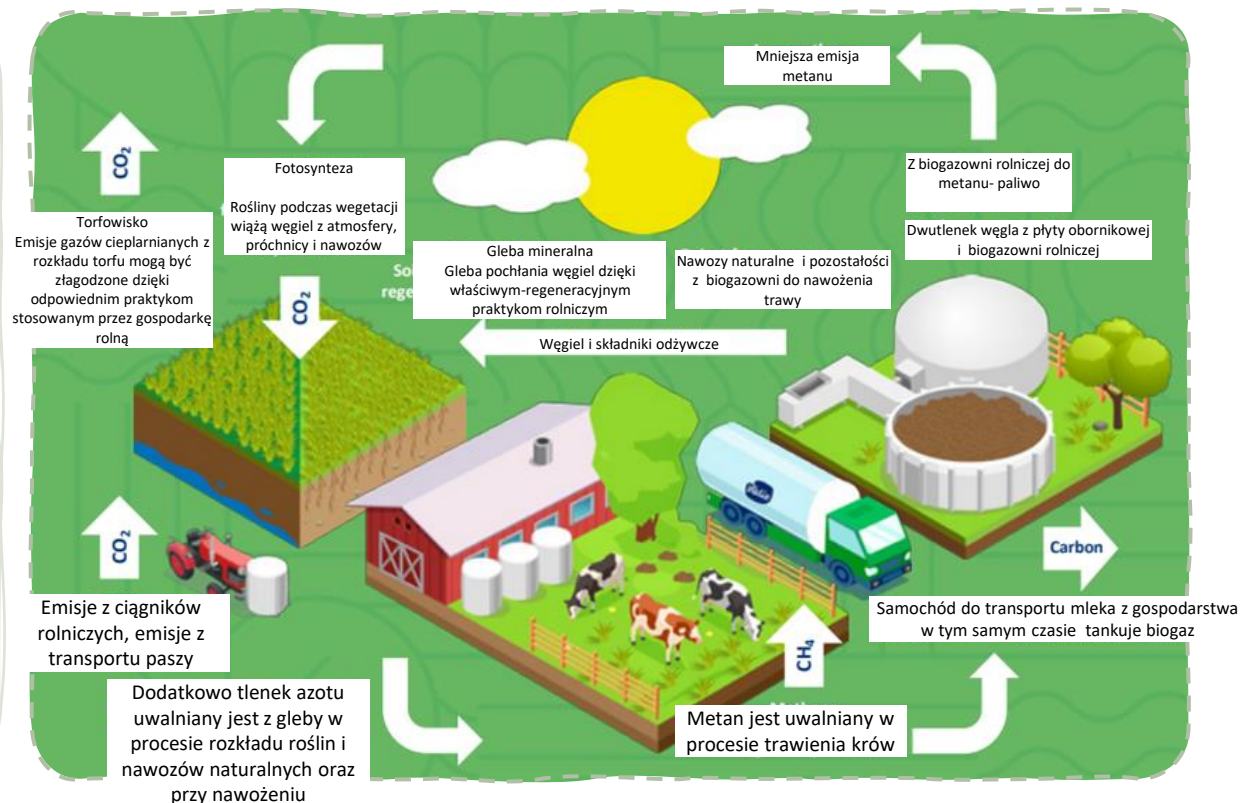 Mniejsza emisja
metanu
CO₂
Fotosynteza
Rośliny podczas wegetacji
wiążą węgiel z atmosfery,
próchnicy i nawozów
Z biogazowni rolniczej do
metanu- paliwo
Dwutlenek węgla z płyty obornikowej
i biogazowni rolniczej
Torfowisko
Emisje gazów cieplarnianych z
rozkładu torfu mogą być
złagodzone dzięki
odpowiednim praktykom
stosowanym przez gospodarkę
rolną
CO₂
Gleba mineralna
Gleba pochłania węgiel dzięki
właściwym-regeneracyjnym
praktykom rolniczym
Nawozy naturalne i pozostałości
z biogazowni do nawożenia
trawy
Węgiel i składniki odżywcze
Valio
CO₂
Carbon
Emisje z ciągników
rolniczych, emisje z
transportu paszy
CH₄
Samochód do transportu mleka z gospodarstwa
w tym samym czasie tankuje biogaz
Dodatkowo tlenek azotu
uwalniany jest z gleby w
procesie rozkładu roślin i
nawozów naturalnych oraz
przy nawożeniu
Metan jest uwalniany w
procesie trawienia krów